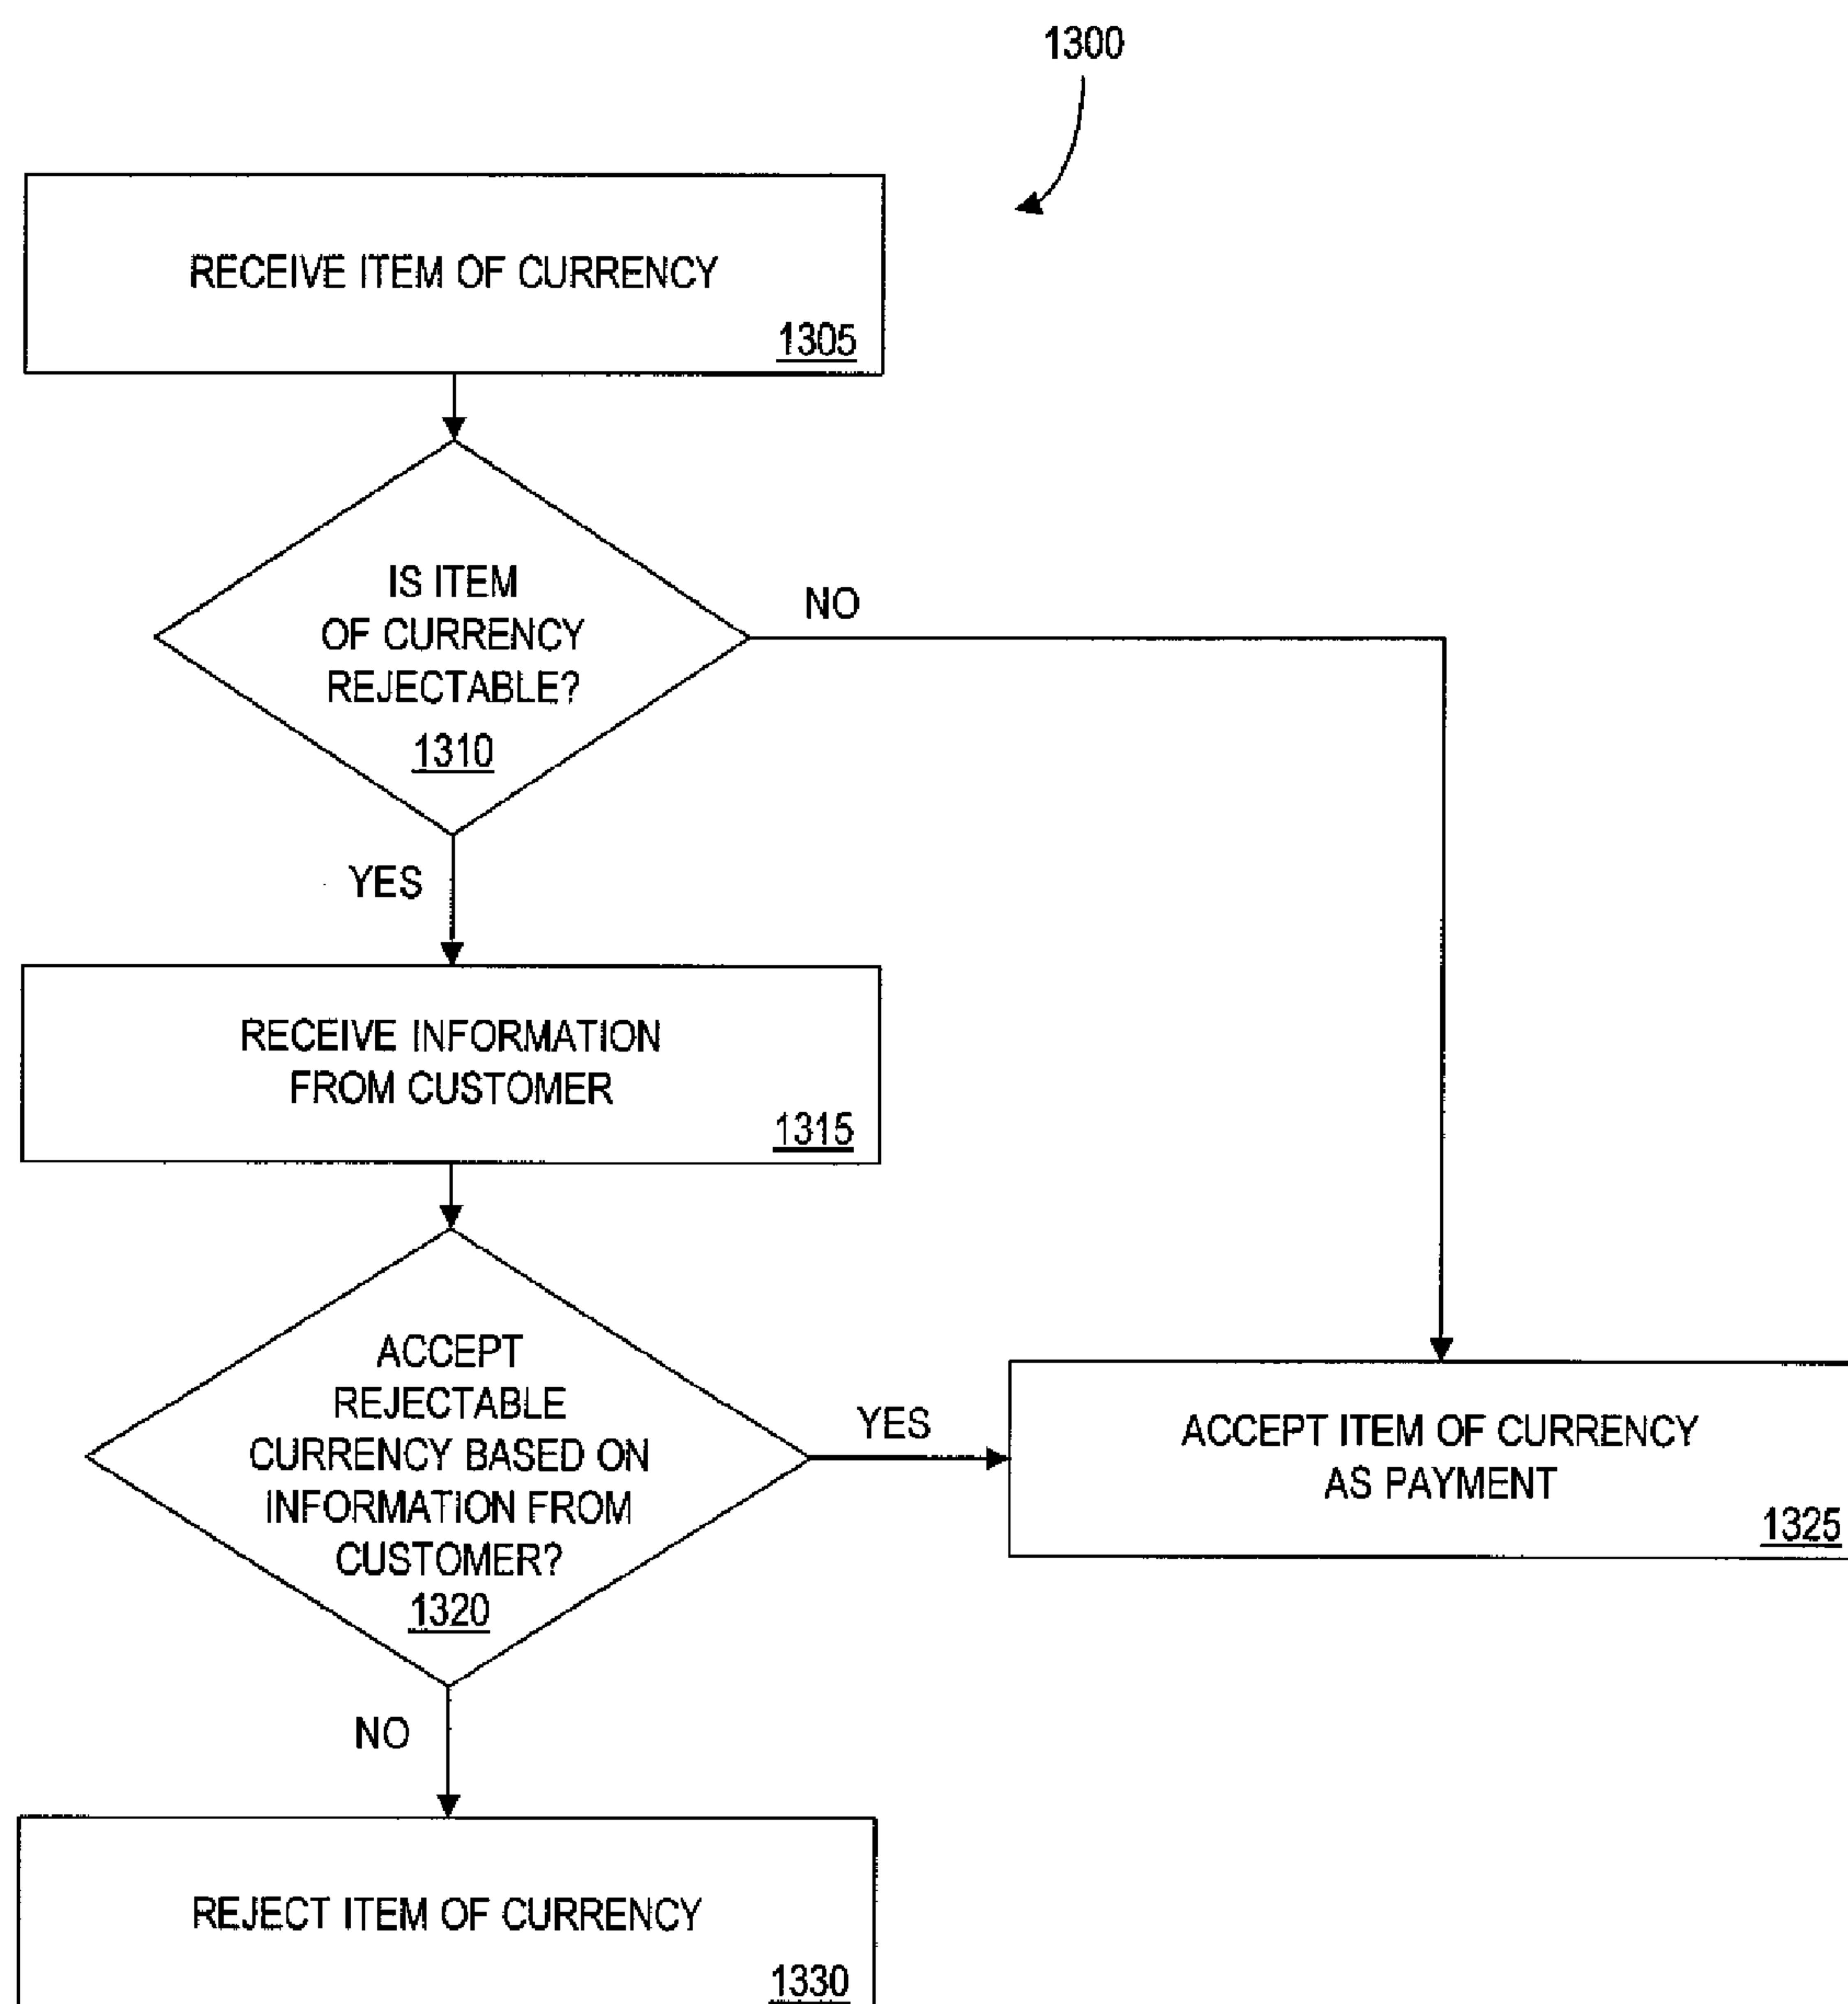 1300
RECEIVE ITEM OF CURRENCY
1305
IS ITEM
OF CURRENCY
REJECTABLE?
1310
NO
YES
RECEIVE INFORMATION
FROM CUSTOMER
1315
ACCEPT
REJECTABLE
CURRENCY BASED ON
INFORMATION FROM
CUSTOMER?
1320
YES
ACCEPT ITEM OF CURRENCY
AS PAYMENT
1325
NO
REJECT ITEM OF CURRENCY
1330